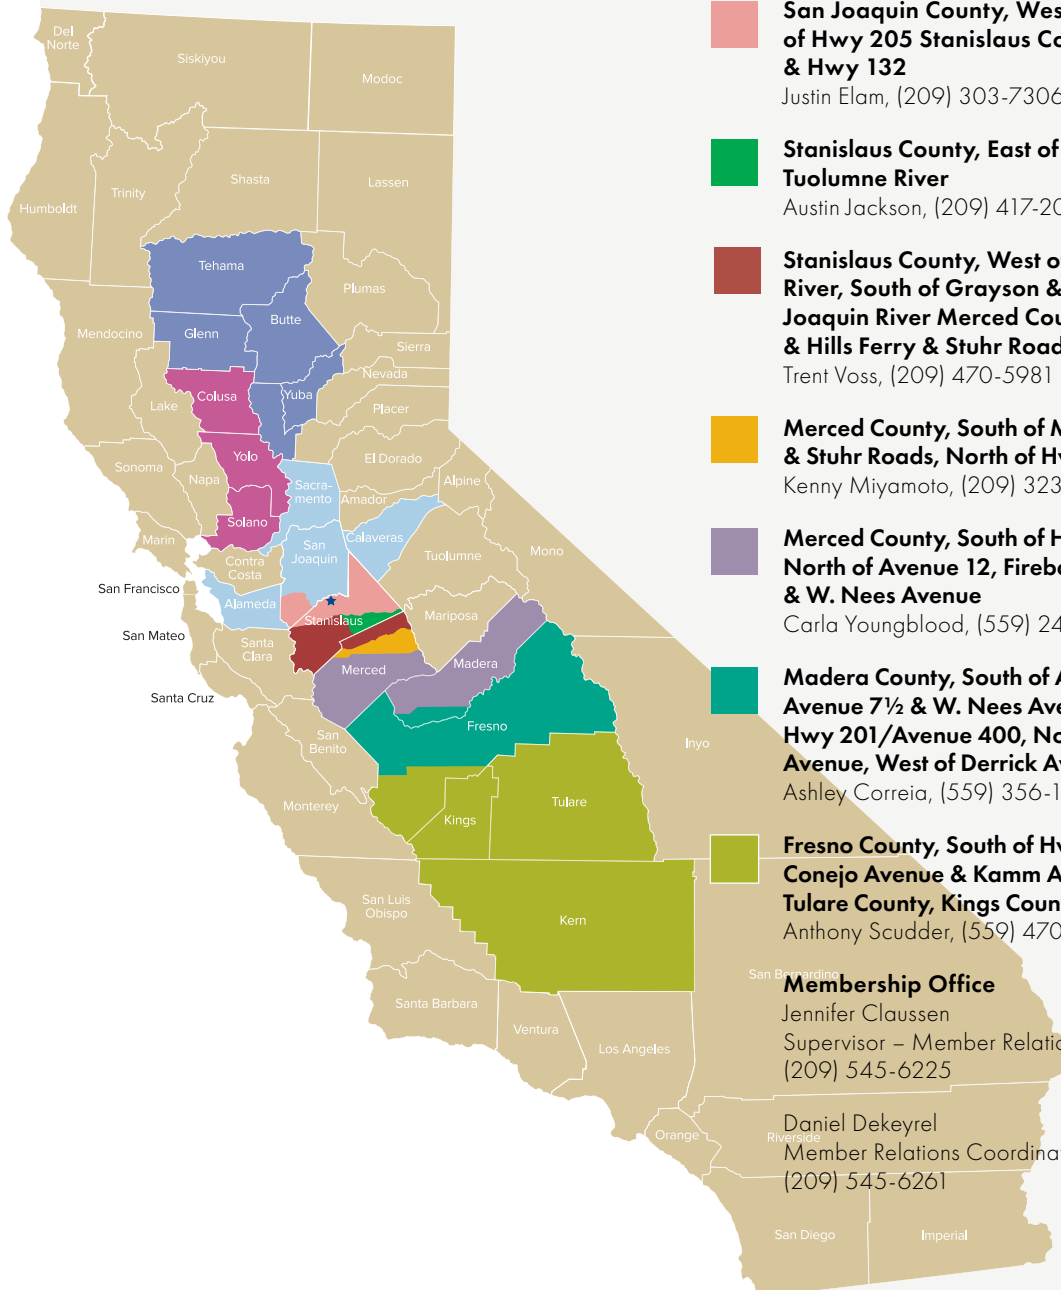 Del
Norte
Siskiyou
Modoc
Humboldt
Trinity
Shasta
Lassen
Tehama
Plumas
Mendocino
Glenn
Butte
Sierra
Nevada
Colusa
Yuba
Lake
Placer
Sonoma
Napa
Yolo
El Dorado
Sacra-
mento
Amador
Alpine
Marin
Solano
San
Joaquin
Calaveras
Contra
Costa
Tuolumne
Mono
San Francisco
Alameda
Stanislaus
Mariposa
San Mateo
Santa
Clara
Merced
Madera
Santa Cruz
San
Benito
Fresno
Inyo
Monterey
Kings
Tulare
San Luis
Obispo
Kern
San Bernardino
Santa Barbara
Ventura
Los Angeles
Orange
Riverside
San Diego
Imperial
San Joaquin County, Wes
of Hwy 205 Stanislaus Co
& Hwy 132
Justin Elam, (209) 303-7306
Stanislaus County, East of
Tuolumne River
Austin Jackson, (209) 417-20
Stanislaus County, West o
River, South of Grayson &
Joaquin River Merced Cou
& Hills Ferry & Stuhr Road
Trent Voss, (209) 470-5981
Merced County, South of M
& Stuhr Roads, North of Hw
Kenny Miyamoto, (209) 323
Merced County, South of H
North of Avenue 12, Fireba
& W. Nees Avenue
Carla Youngblood, (559) 24
Madera County, South of A
Avenue 7½ & W. Nees Ave
Hwy 201/Avenue 400, No
Avenue, West of Derrick Av
Ashley Correia, (559) 356-1
Fresno County, South of Hw
Conejo Avenue & Kamm A
Tulare County, Kings Coun
Anthony Scudder, (559) 470
Membership Office
Jennifer Claussen
Supervisor – Member Relatio
(209) 545-6225
Daniel Dekeyrel
Member Relations Coordina
(209) 545-6261